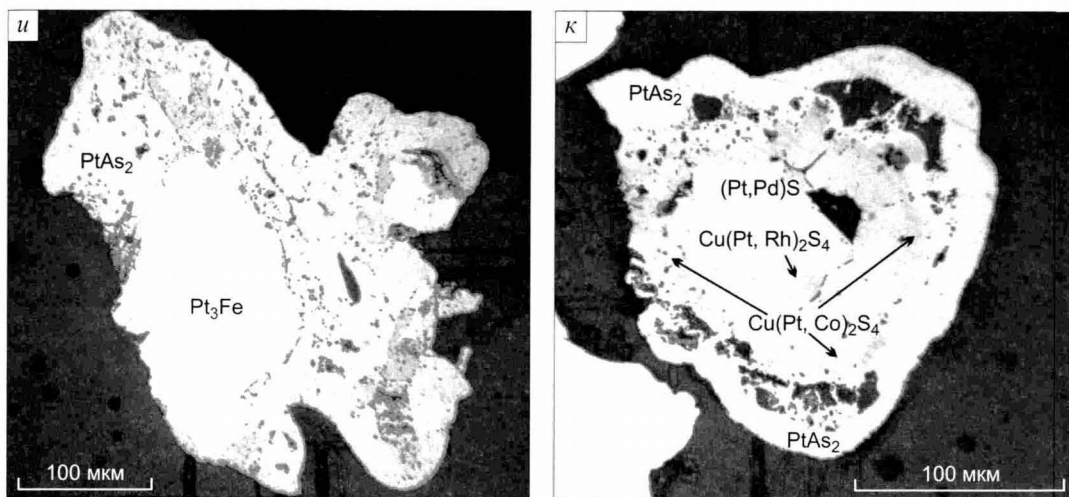 и
PtAs₂
Pt₃Fe
100 мкм
к
PtAs₂
(Pt,Pd)S
Cu(Pt, Rh)₂S₄
Cu(Pt, Co)₂S₄
PtAs₂
100 мкм